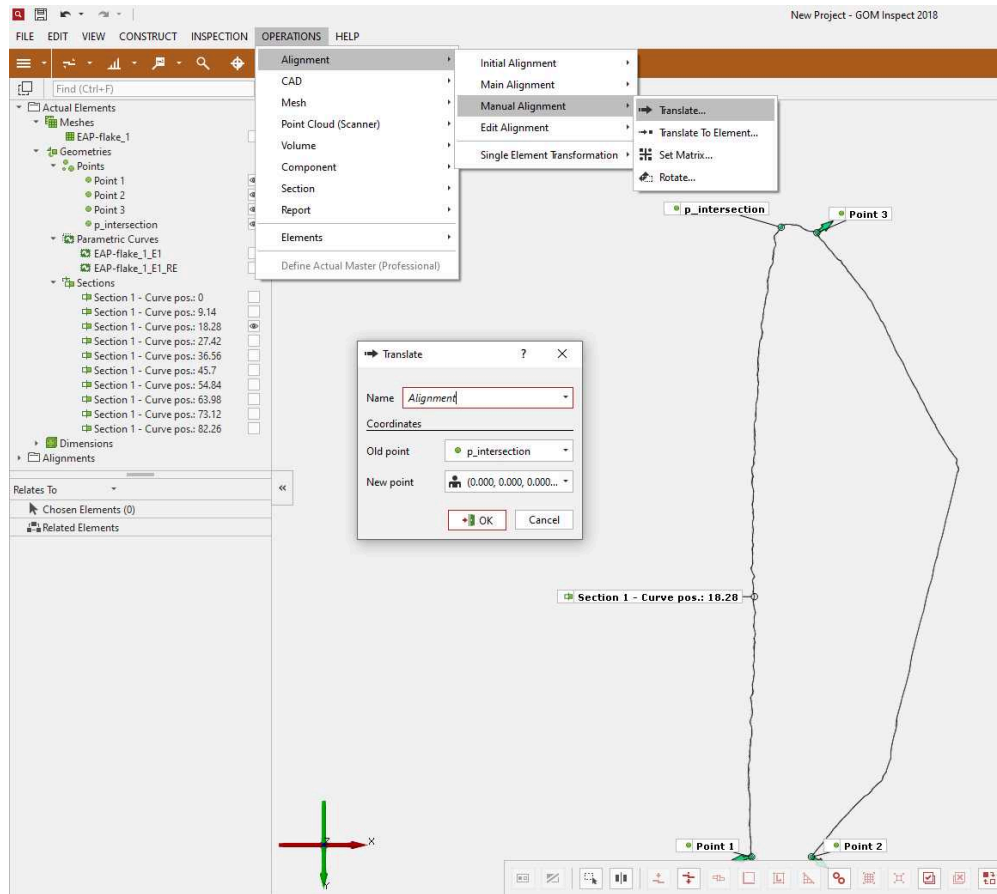 New Project - GOM Inspect 2018
FILE EDIT VIEW CONSTRUCT INSPECTION OPERATIONS HELP
Find (Ctrl+F)
Actual Elements
Meshes
EAP-flake_1
Geometries
Points
Point 1
Point 2
Point 3
p_intersection
Parametric Curves
EAP-flake_1_E1
EAP-flake_1_E1_RE
Sections
Section 1 - Curve pos.: 0
Section 1 - Curve pos.: 9.14
Section 1 - Curve pos.: 18.28
Section 1 - Curve pos.: 27.42
Section 1 - Curve pos.: 36.56
Section 1 - Curve pos.: 45.7
Section 1 - Curve pos.: 54.84
Section 1 - Curve pos.: 63.98
Section 1 - Curve pos.: 73.12
Section 1 - Curve pos.: 82.26
Dimensions
Alignments
Relates To
Chosen Elements (0)
Related Elements
Alignment
CAD
Mesh
Point Cloud (Scanner)
Volume
Component
Section
Report
Elements
Define Actual Master (Professional)
Initial Alignment
Main Alignment
Manual Alignment
Edit Alignment
Single Element Transformation
Translate...
Translate To Element...
Set Matrix...
Rotate...
p_intersection
Point 3
Translate ? X
Name Alignment
Coordinates
Old point p_intersection
New point (0.000, 0.000, 0.000...
OK Cancel
Section 1 - Curve pos.: 18.28
Point 1
Point 2
X
Z
Y